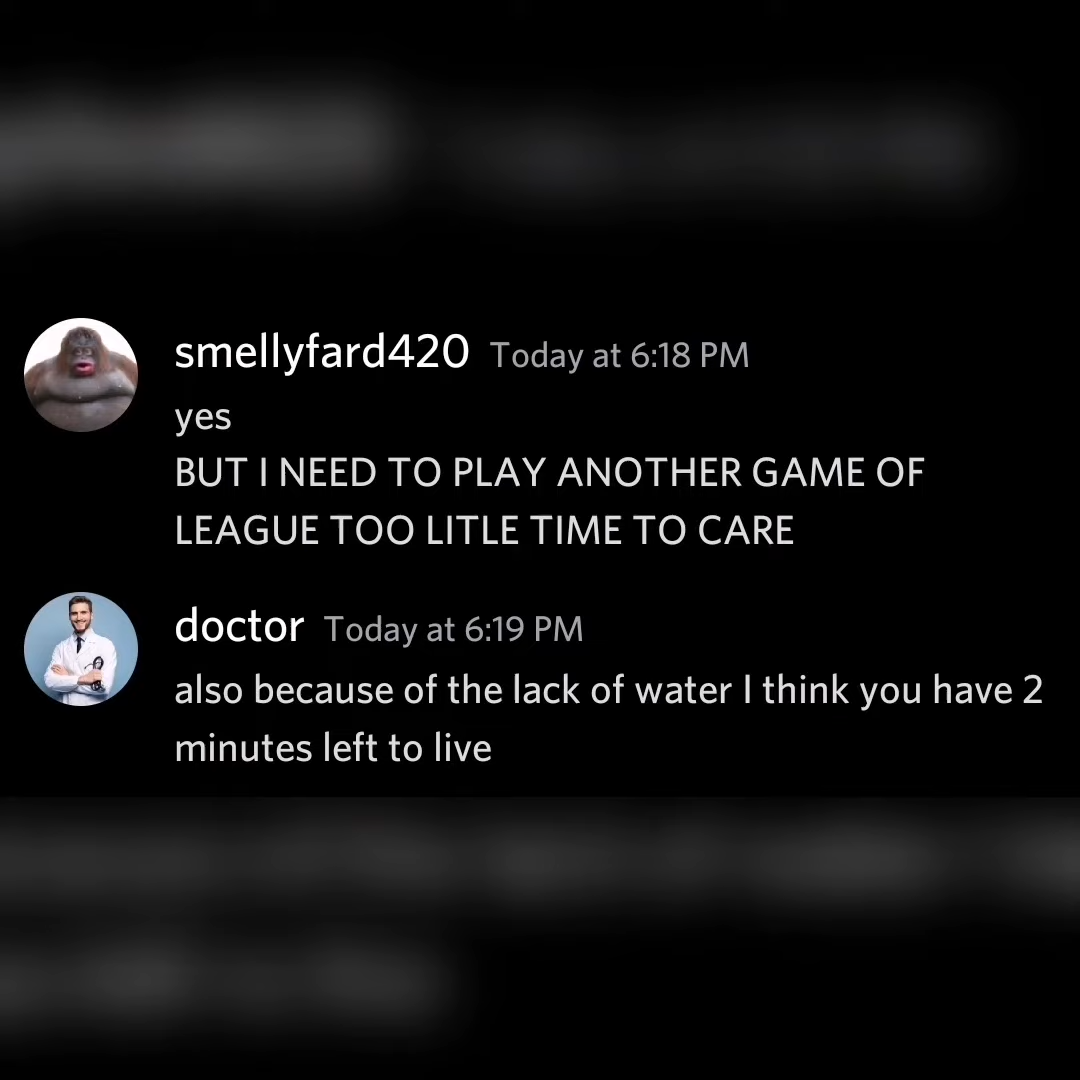 smellyfard420 Today at 6:18 PM
yes
BUT I NEED TO PLAY ANOTHER GAME OF
LEAGUE TOO LITLE TIME TO CARE
doctor Today at 6:19 PM
also because of the lack of water I think you have 2
minutes left to live